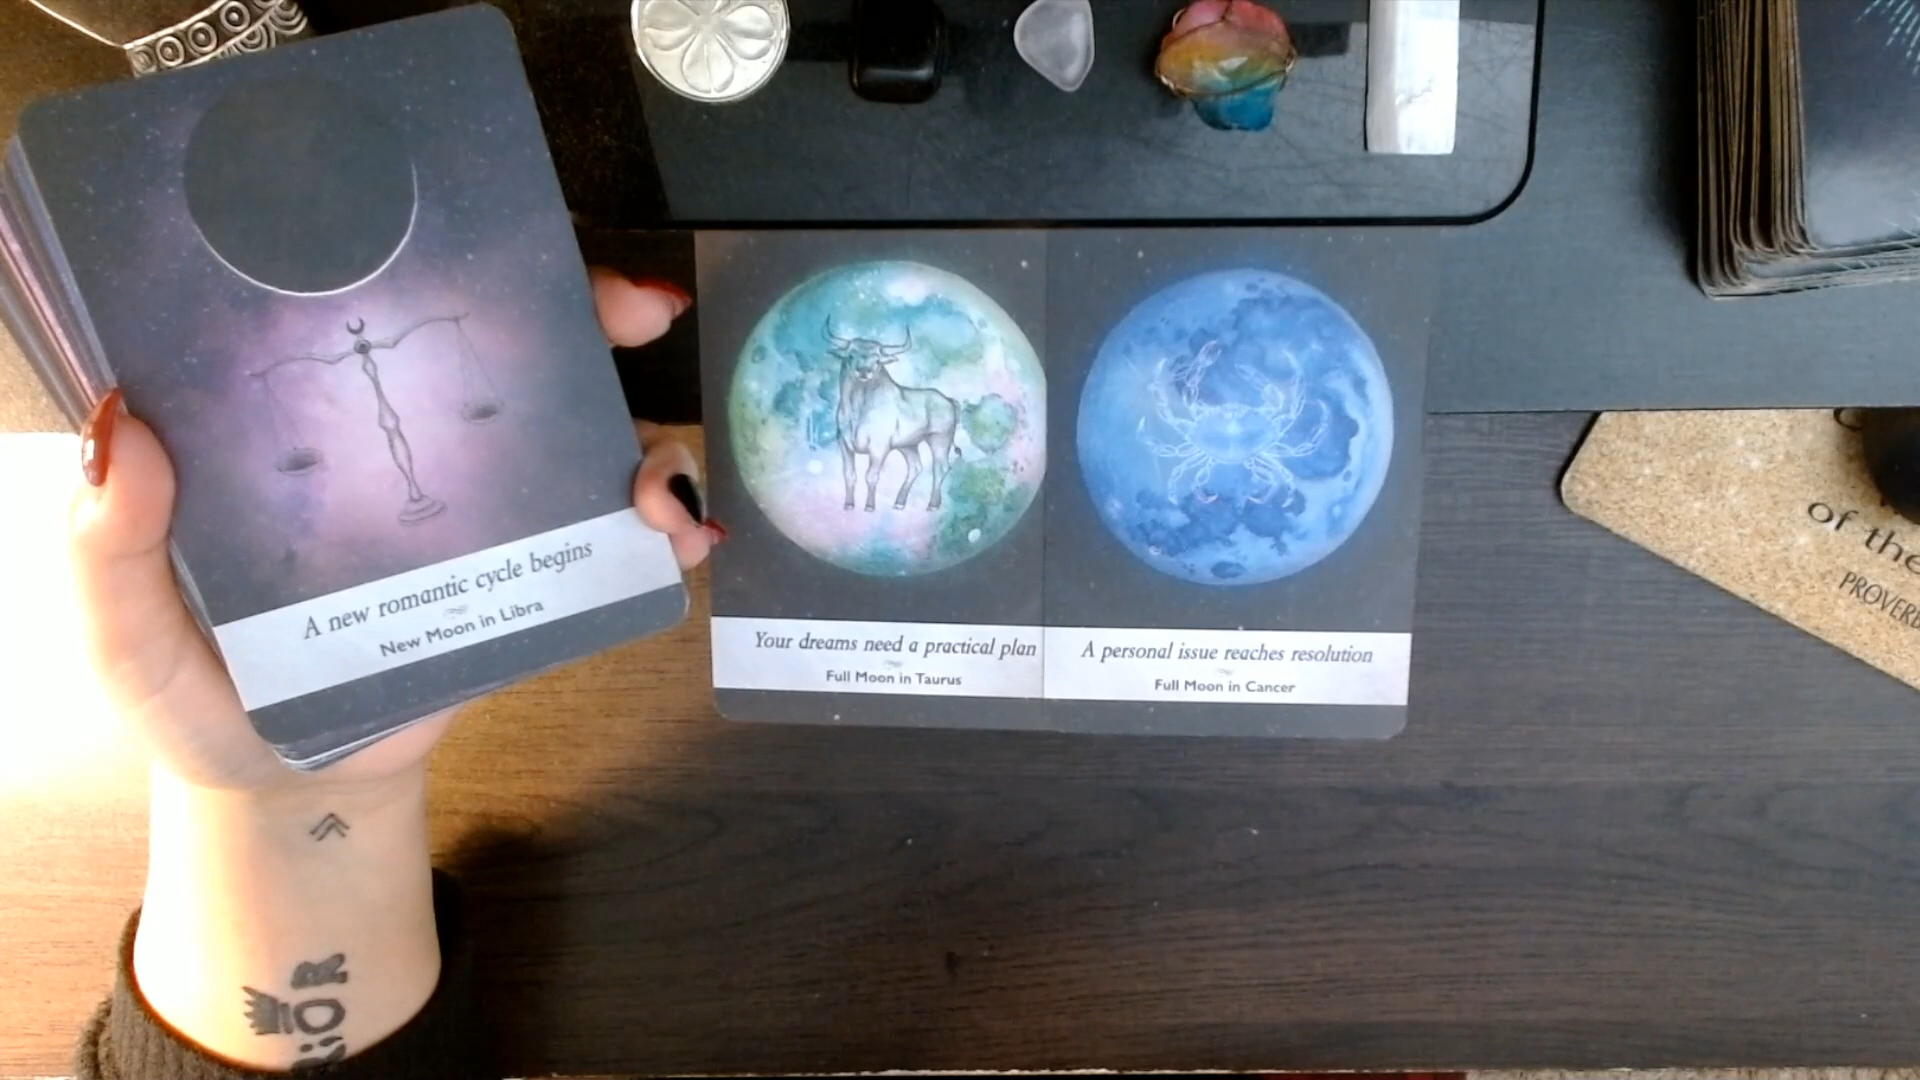 A new romantic cycle begins
New Moon in Libra
Your dreams need a practical plan
Full Moon in Taurus
A personal issue reaches resolution
Full Moon in Cancer
of the